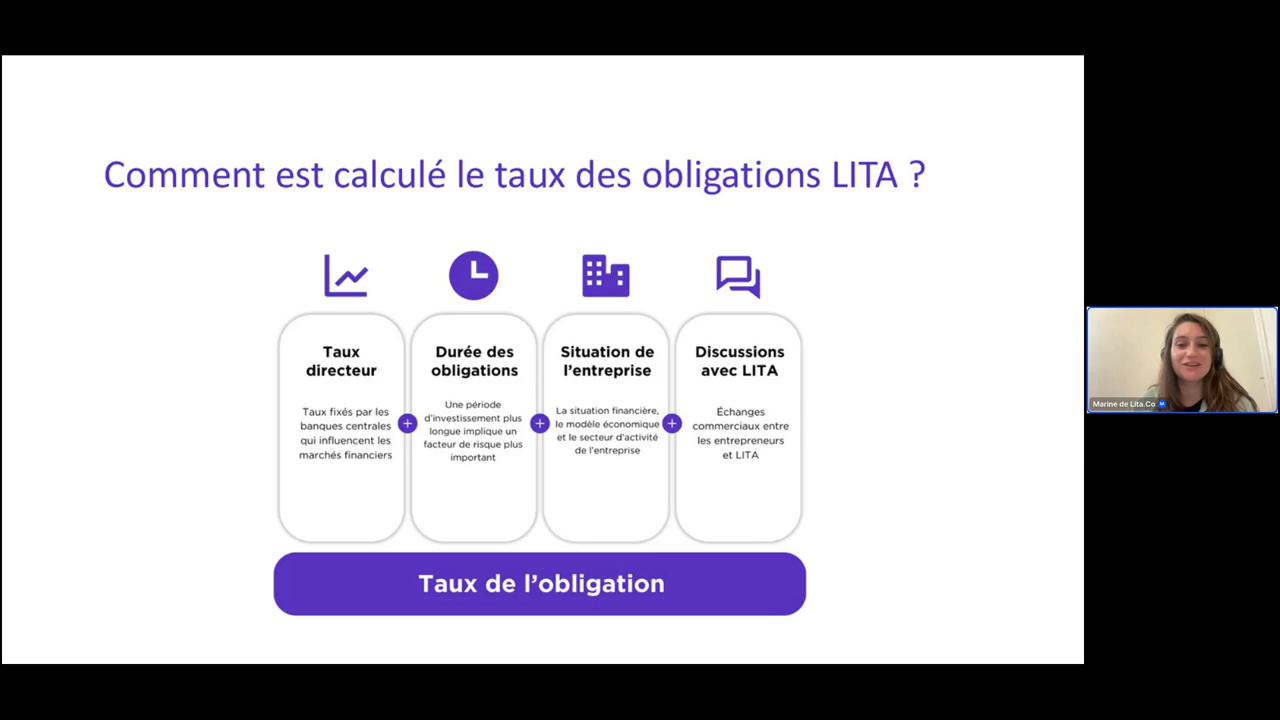 Comment est calculé le taux des obligations LITA ?
Taux
directeur
Taux fixés par les
banques centrales
qui influencent les
marchés financiers
+
Durée des
obligations
Une période
d'investissement plus
longue implique un
facteur de risque plus
important
+
Situation de
l'entreprise
La situation financière,
le modèle économique
et le secteur d'activité
de l'entreprise
+
Discussions
avec LITA
Échanges
commerciaux entre
les entrepreneurs
et LITA
Taux de l'obligation
Marine de Lita.Co